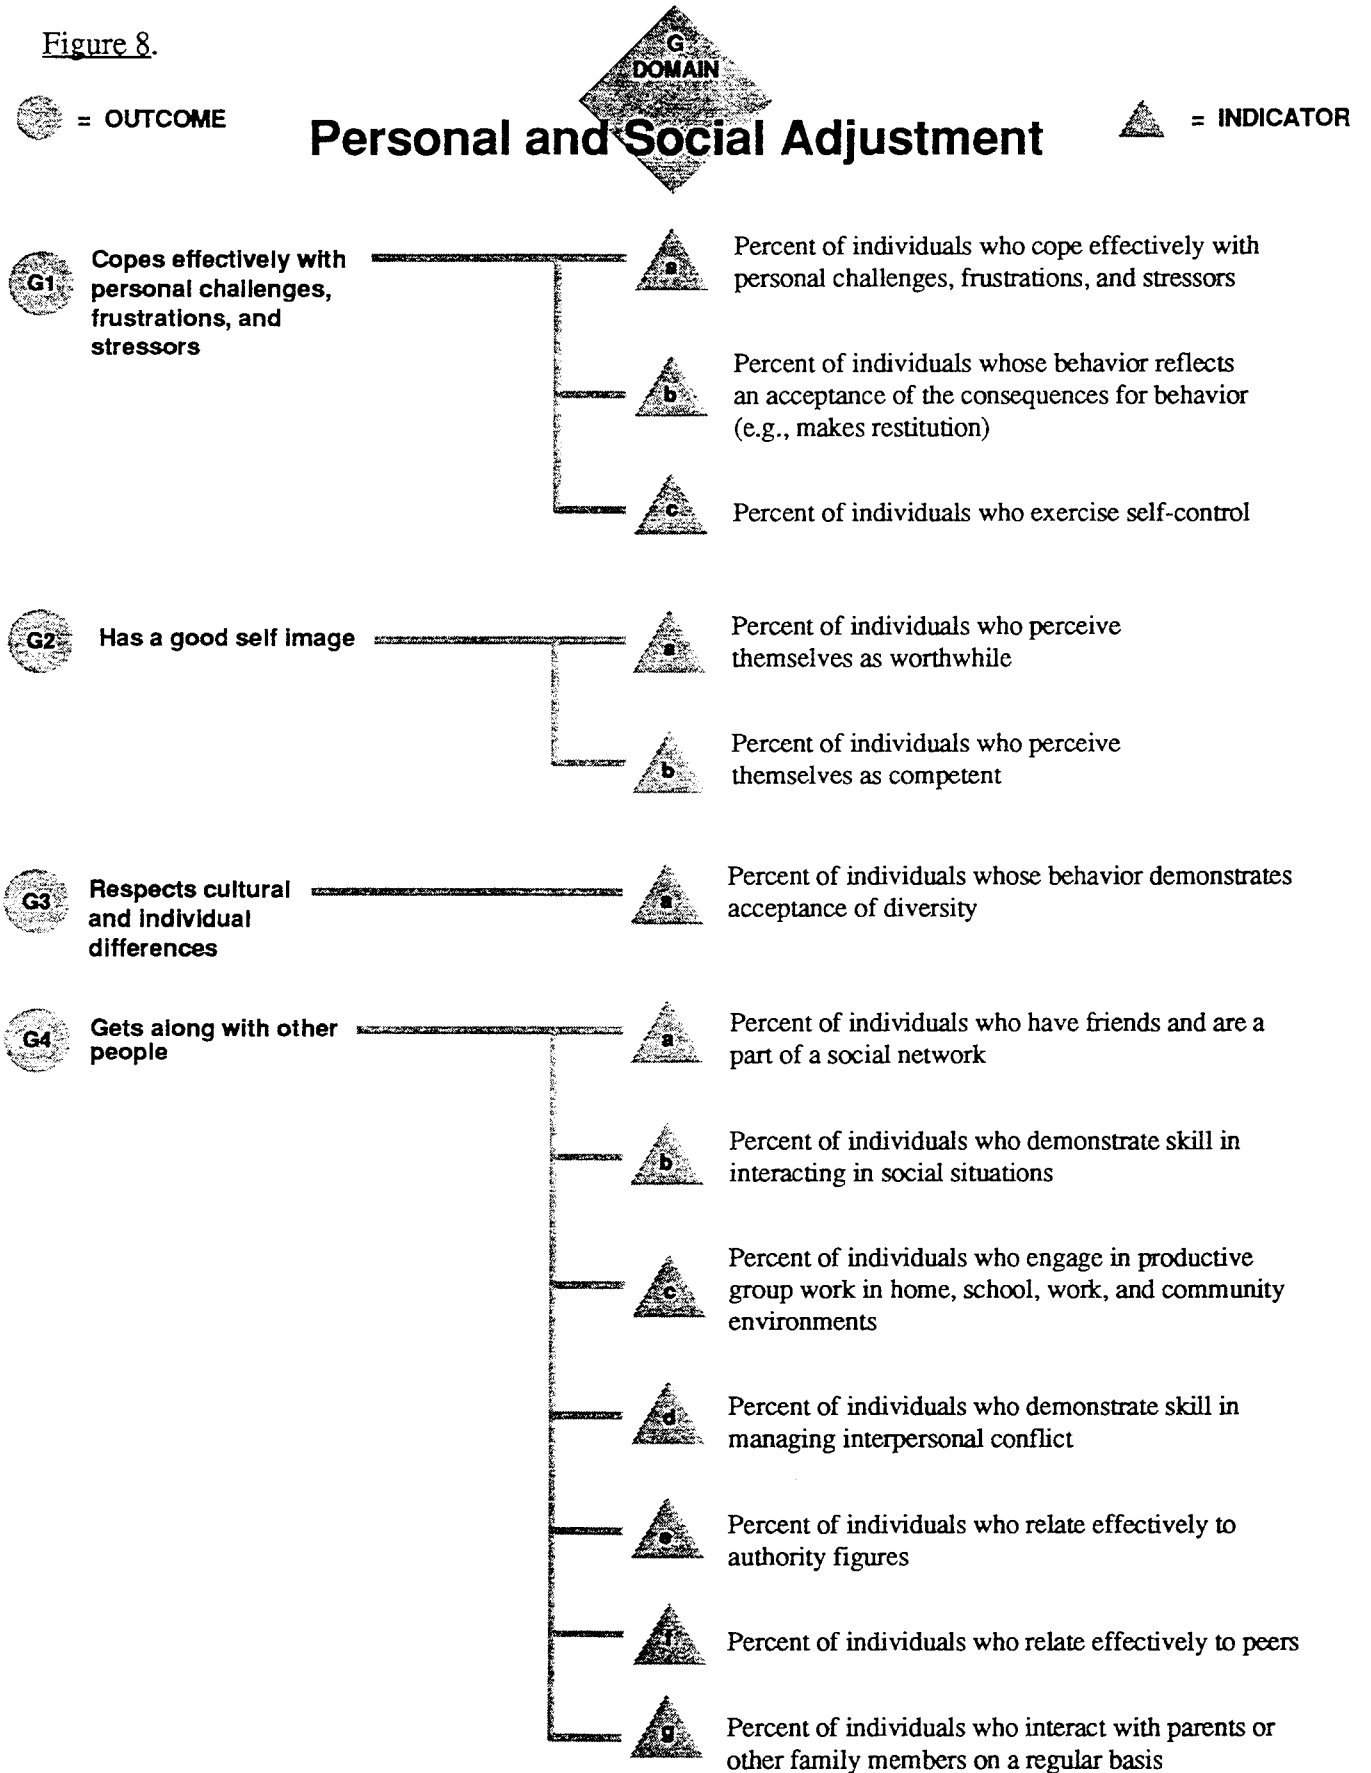 Figure 8.
G
DOMAIN
= OUTCOME
Personal and Social Adjustment
= INDICATOR
G1
Copes effectively with
personal challenges,
frustrations, and
stressors
a
Percent of individuals who cope effectively with
personal challenges, frustrations, and stressors
b
Percent of individuals whose behavior reflects
an acceptance of the consequences for behavior
(e.g., makes restitution)
c
Percent of individuals who exercise self-control
G2
Has a good self image
a
Percent of individuals who perceive
themselves as worthwhile
b
Percent of individuals who perceive
themselves as competent
G3
Respects cultural
and individual
differences
a
Percent of individuals whose behavior demonstrates
acceptance of diversity
G4
Gets along with other
people
a
Percent of individuals who have friends and are a
part of a social network
b
Percent of individuals who demonstrate skill in
interacting in social situations
c
Percent of individuals who engage in productive
group work in home, school, work, and community
environments
d
Percent of individuals who demonstrate skill in
managing interpersonal conflict
e
Percent of individuals who relate effectively to
authority figures
f
Percent of individuals who relate effectively to peers
g
Percent of individuals who interact with parents or
other family members on a regular basis